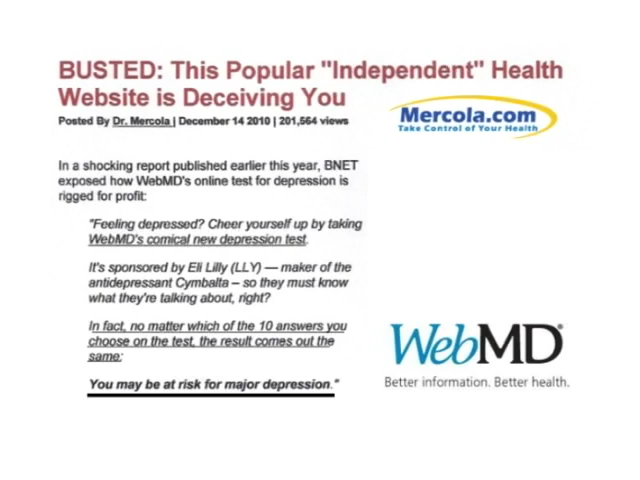 BUSTED: This Popular "Independent" Health
Website is Deceiving You
Posted By Dr. Mercola | December 14 2010 | 201,564 views
Mercola.com
Take Control of Your Health
In a shocking report published earlier this year, BNET
exposed how WebMD's online test for depression is
rigged for profit:
"Feeling depressed? Cheer yourself up by taking
WebMD's comical new depression test.
It's sponsored by Eli Lilly (LLY) — maker of the
antidepressant Cymbalta – so they must know
what they're talking about, right?
In fact, no matter which of the 10 answers you
choose on the test, the result comes out the
same:
You may be at risk for major depression."
WebMD®
Better information. Better health.